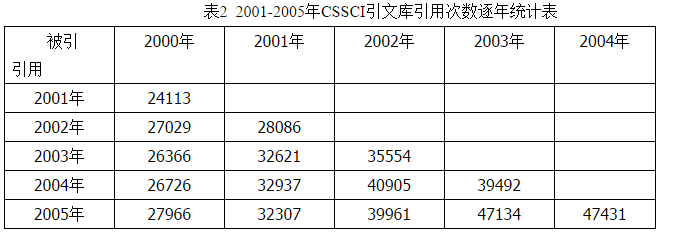 表2 2001-2005年CSSCI引文库引用次数逐年统计表
被引 2000年 2001年 2002年 2003年 2004年
引用
2001年 24113
2002年 27029 28086
2003年 26366 32621 35554
2004年 26726 32937 40905 39492
2005年 27966 32307 39961 47134 47431